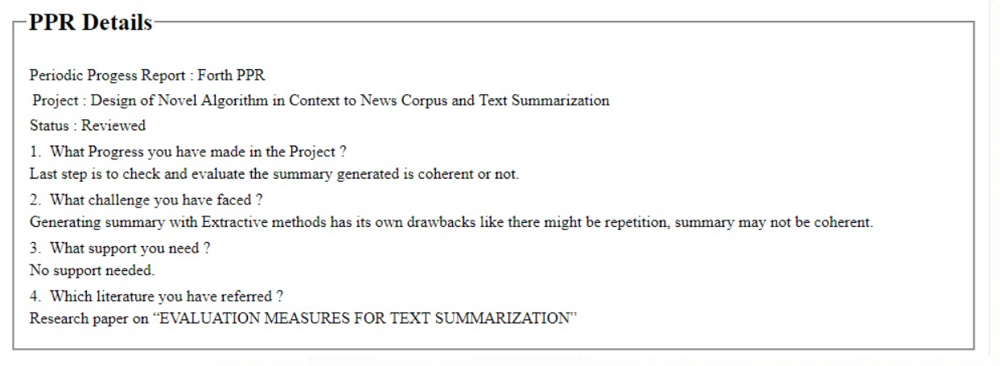 PPR Details
Periodic Progess Report : Forth PPR
Project : Design of Novel Algorithm in Context to News Corpus and Text Summarization
Status : Reviewed
1. What Progress you have made in the Project ?
Last step is to check and evaluate the summary generated is coherent or not.
2. What challenge you have faced ?
Generating summary with Extractive methods has its own drawbacks like there might be repetition, summary may not be coherent.
3. What support you need ?
No support needed.
4. Which literature you have referred ?
Research paper on “EVALUATION MEASURES FOR TEXT SUMMARIZATION”